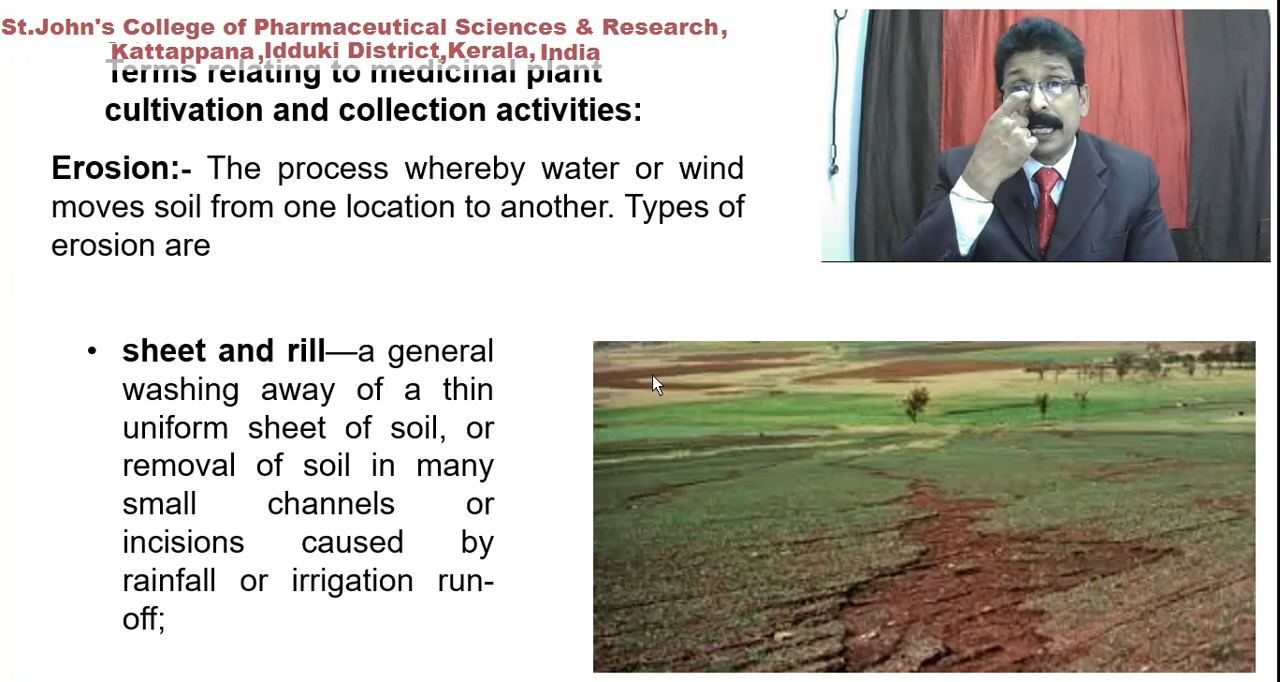 St.John's College of Pharmaceutical Sciences & Research,
Kattappana ,Idduki District,Kerala, India
Terms relating to medicinal plant
cultivation and collection activities:
Erosion:- The process whereby water or wind
moves soil from one location to another. Types of
erosion are
• sheet and rill—a general
washing away of a thin
uniform sheet of soil, or
removal of soil in many
small channels or
incisions caused by
rainfall or irrigation run-
off;